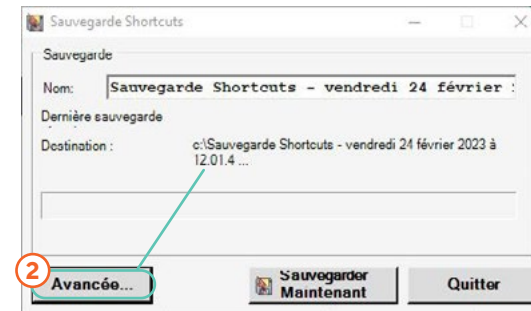 Sauvegarde Shortcuts
Sauvegarde
Nom: Sauvegarde Shortcuts - vendredi 24 février
Dernière sauvegarde
Destination : c:\Sauvegarde Shortcuts - vendredi 24 février 2023 à
12.01.4 ...
2
Avancée...
Sauvegarder
Maintenant
Quitter